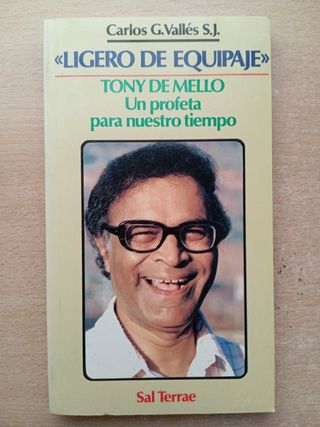 Carlos G.Vallés S.J.
«LIGERO DE EQUIPAJE»
TONY DE MELLO
Un profeta
para nuestro tiempo
Sal Terrae